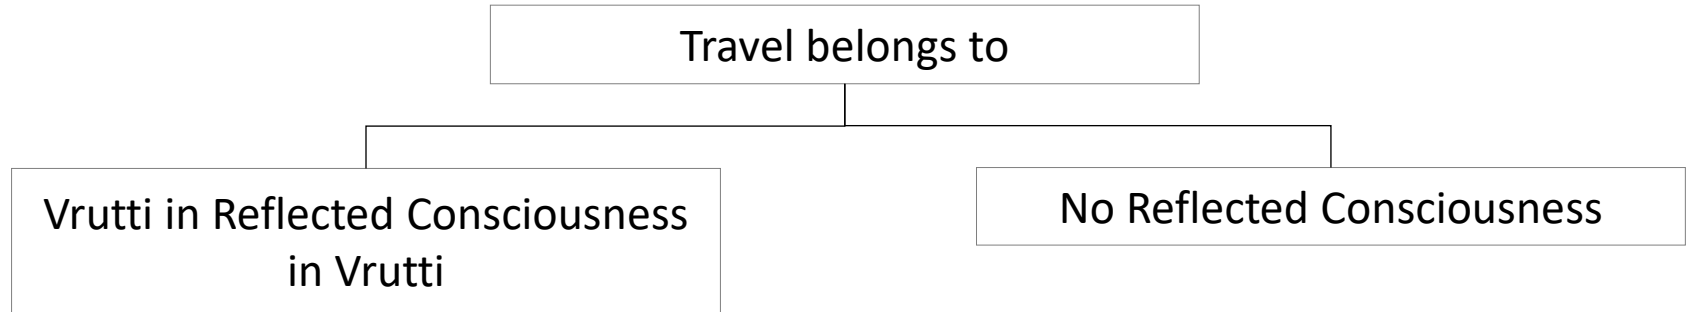 Travel belongs to
Vrutti in Reflected Consciousness
in Vrutti
No Reflected Consciousness